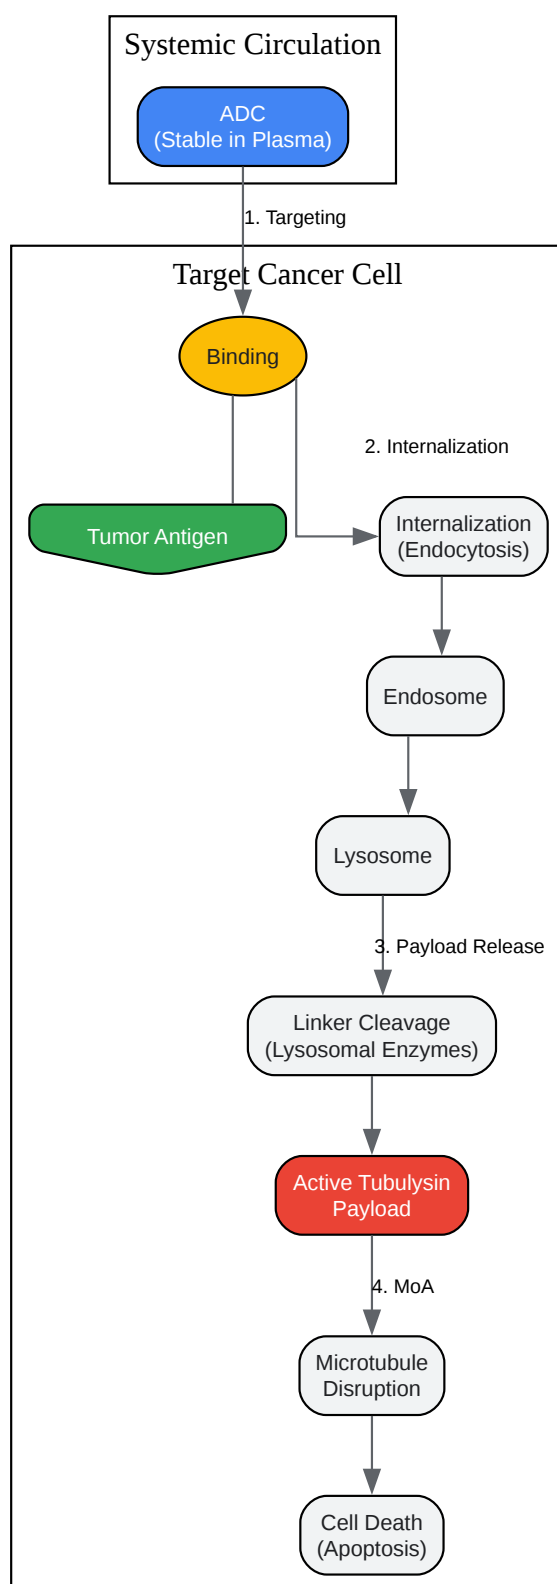 Systemic Circulation
ADC
(Stable in Plasma)
1. Targeting
Target Cancer Cell
Binding
2. Internalization
Tumor Antigen
Internalization
(Endocytosis)
Endosome
Lysosome
3. Payload Release
Linker Cleavage
(Lysosomal Enzymes)
Active Tubulysin
Payload
4. MoA
Microtubule
Disruption
Cell Death
(Apoptosis)